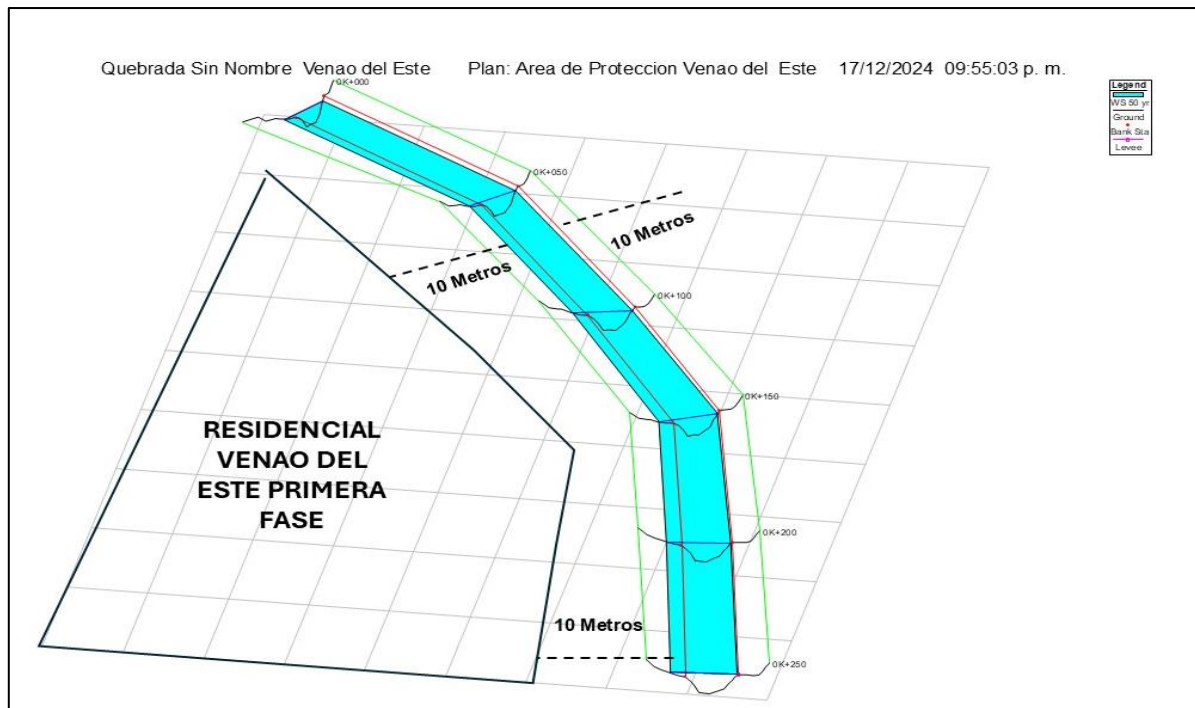 Quebrada Sin Nombre Venao del Este Plan: Area de Proteccion Venao del Este 17/12/2024 09:55:03 p. m.
Legend
WS 50 yr
Ground
Bank Sta
Levee
0K+000
0K+050
10 Metros
10 Metros
0K+100
0K+150
RESIDENCIAL
VENAO DEL
ESTE PRIMERA
FASE
0K+200
10 Metros
0K+250